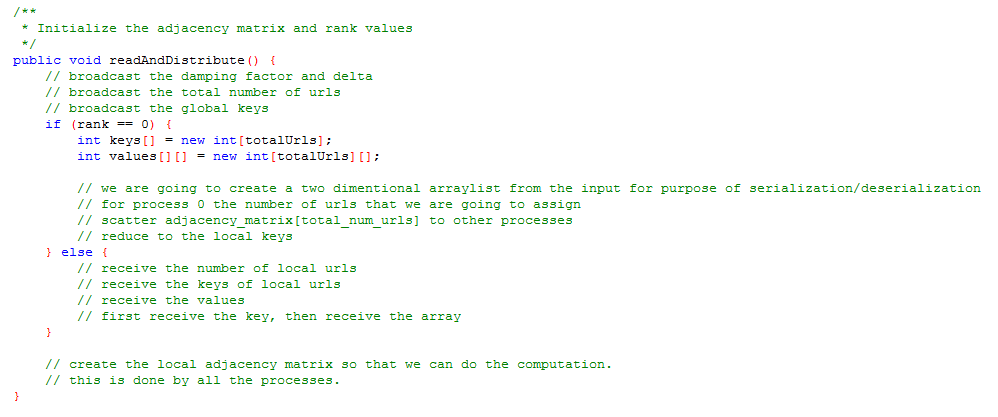 /**
 * Initialize the adjacency matrix and rank values
 */
public void readAndDistribute() {
    // broadcast the damping factor and delta
    // broadcast the total number of urls
    // broadcast the global keys
    if (rank == 0) {
        int keys[] = new int[totalUrls];
        int values[][] = new int[totalUrls][];

        // we are going to create a two dimentional arraylist from the input for purpose of serialization/deserialization
        // for process 0 the number of urls that we are going to assign
        // scatter adjacency_matrix[total_num_urls] to other processes
        // reduce to the local keys
    } else {
        // receive the number of local urls
        // receive the keys of local urls
        // receive the values
        // first receive the key, then receive the array
    }

    // create the local adjacency matrix so that we can do the computation.
    // this is done by all the processes.
}